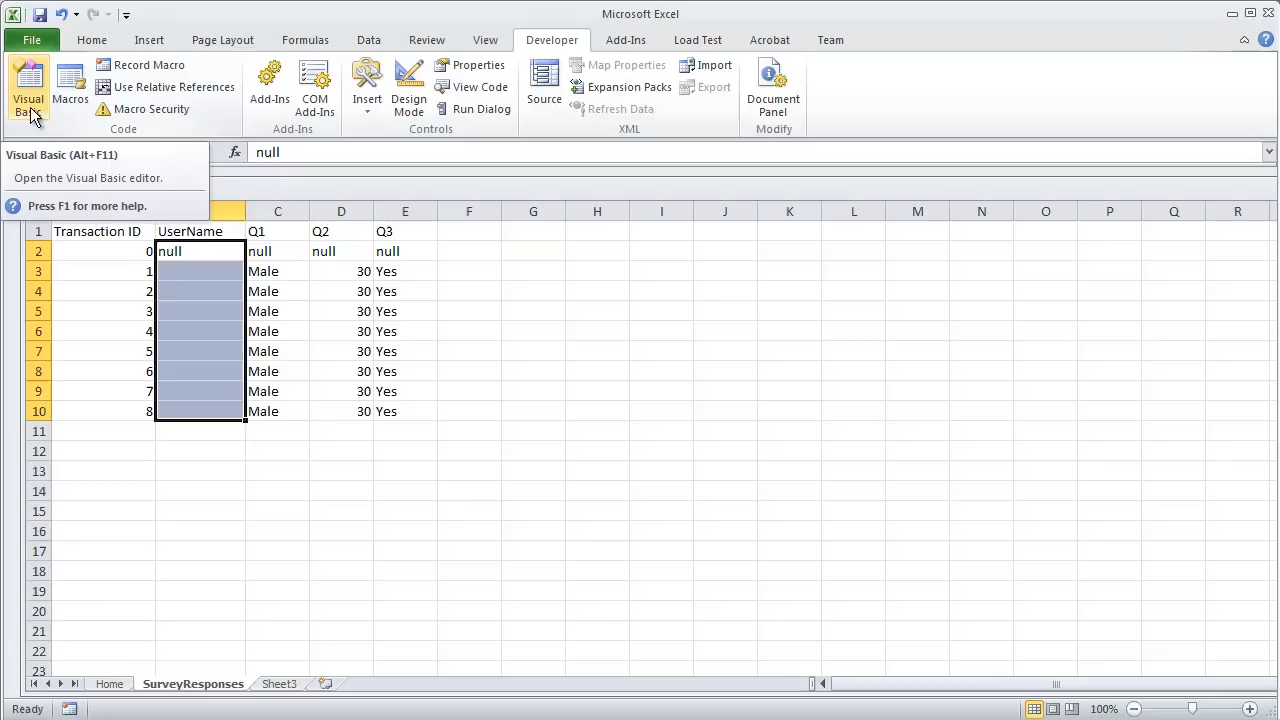 Microsoft Excel
File Home Insert Page Layout Formulas Data Review View Developer Add-Ins Load Test Acrobat Team
Visual Basic
Macros
Record Macro
Use Relative References
Macro Security
Code
Add-Ins
COM Add-Ins
Add-Ins
Insert
Design Mode
Properties
View Code
Run Dialog
Controls
Source
Map Properties
Expansion Packs
Refresh Data
Import
Export
XML
Document Panel
Modify
Visual Basic (Alt+F11)
Open the Visual Basic editor.
Press F1 for more help.
fx null
C D E F G H I J K L M N O P Q R
1 Transaction ID UserName Q1 Q2 Q3
2 0 null null null null
3 1 Male 30 Yes
4 2 Male 30 Yes
5 3 Male 30 Yes
6 4 Male 30 Yes
7 5 Male 30 Yes
8 6 Male 30 Yes
9 7 Male 30 Yes
10 8 Male 30 Yes
11
12
13
14
15
16
17
18
19
20
21
22
23
Home SurveyResponses Sheet3
Ready 100%